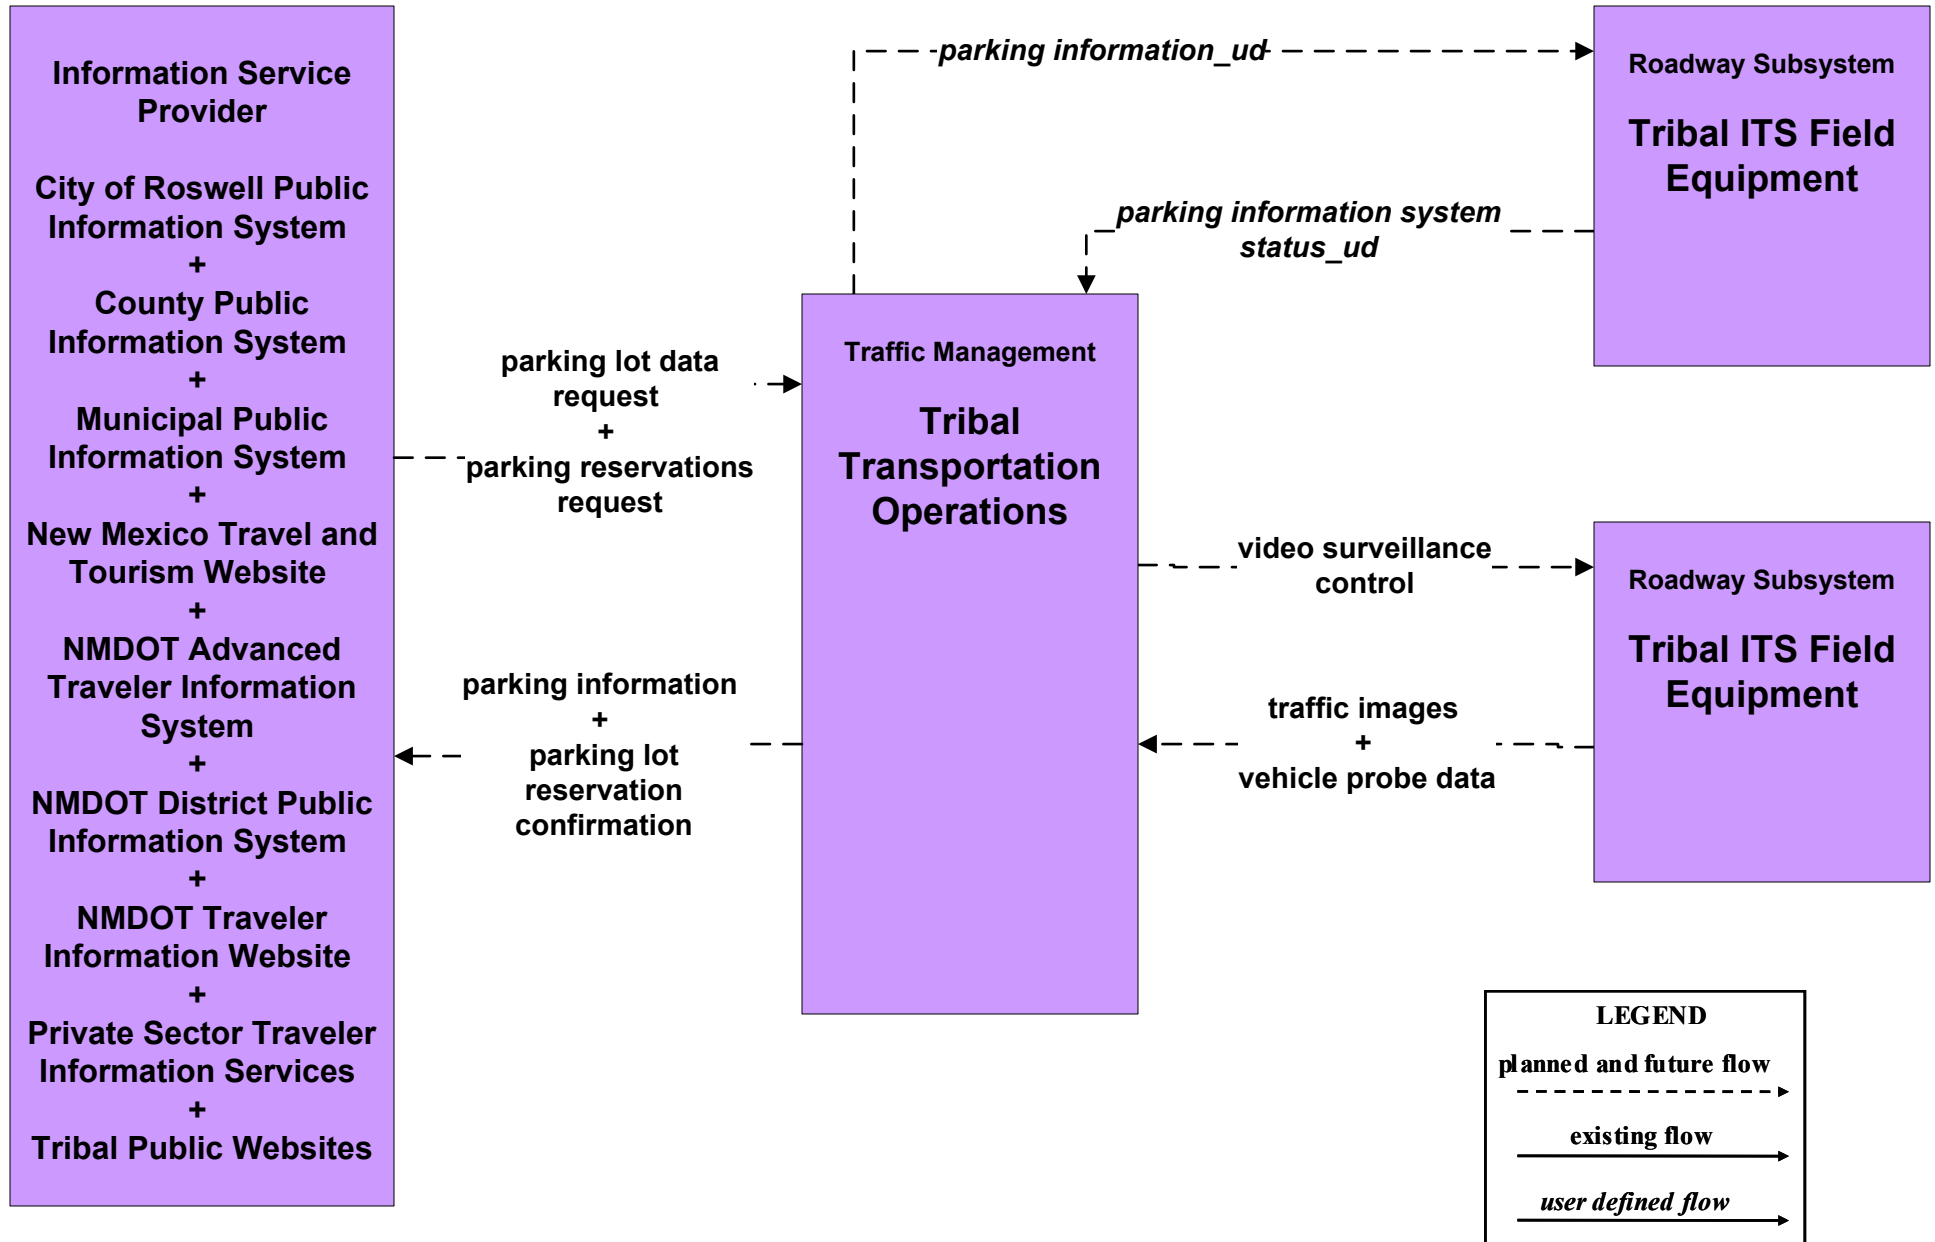 Information Service
Provider
City of Roswell Public
Information System
+
County Public
Information System
+
Municipal Public
Information System
+
New Mexico Travel and
Tourism Website
+
NMDOT Advanced
Traveler Information
System
+
NMDOT District Public
Information System
+
NMDOT Traveler
Information Website
+
Private Sector Traveler
Information Services
+
Tribal Public Websites
parking lot data
request
+
parking reservations
request
parking information
+
parking lot
reservation
confirmation
Traffic Management
Tribal
Transportation
Operations
parking information_ud
parking information system
status_ud
Roadway Subsystem
Tribal ITS Field
Equipment
video surveillance
control
traffic images
+
vehicle probe data
Roadway Subsystem
Tribal ITS Field
Equipment
LEGEND
planned and future flow
existing flow
user defined flow